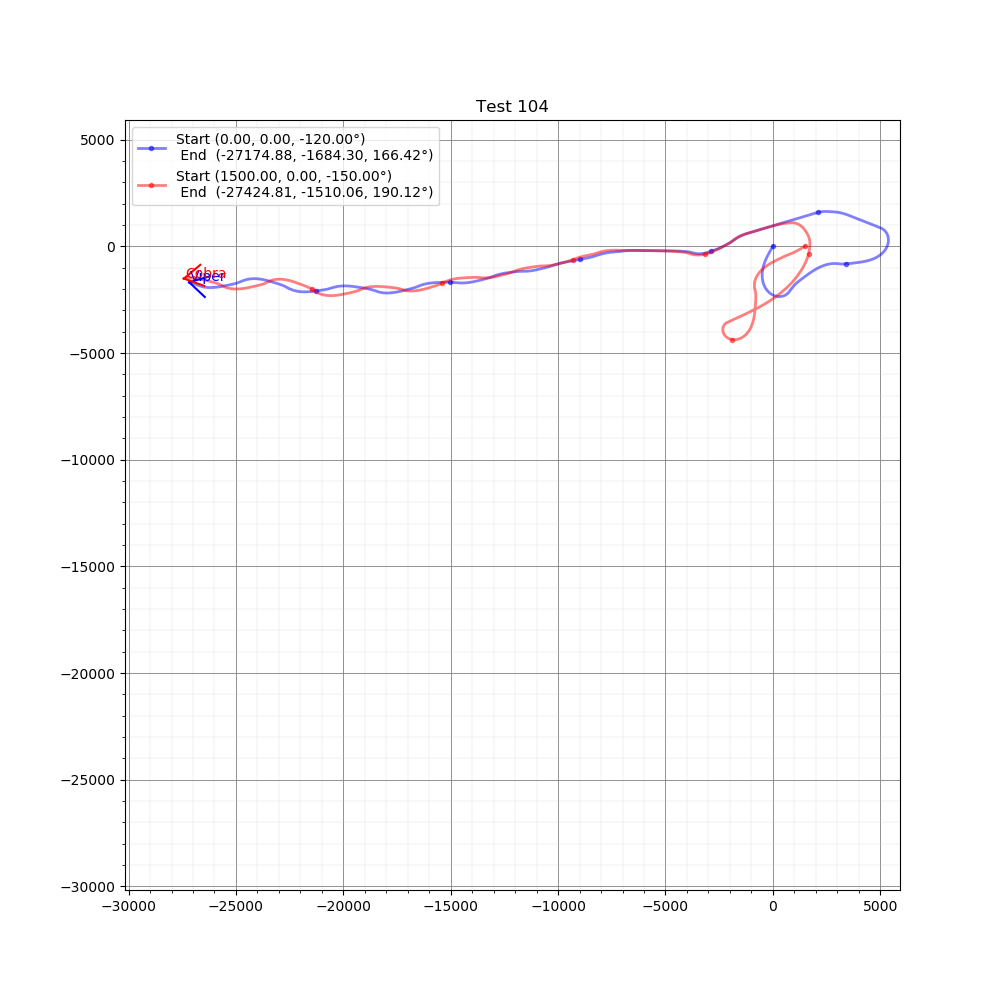 Test 104
Start (0.00, 0.00, -120.00°)
End (-27174.88, -1684.30, 166.42°)
Start (1500.00, 0.00, -150.00°)
End (-27424.81, -1510.06, 190.12°)
5000
0
−5000
−10000
−15000
−20000
−25000
−30000
Cobra
Viper
−30000 −25000 −20000 −15000 −10000 −5000 0 5000